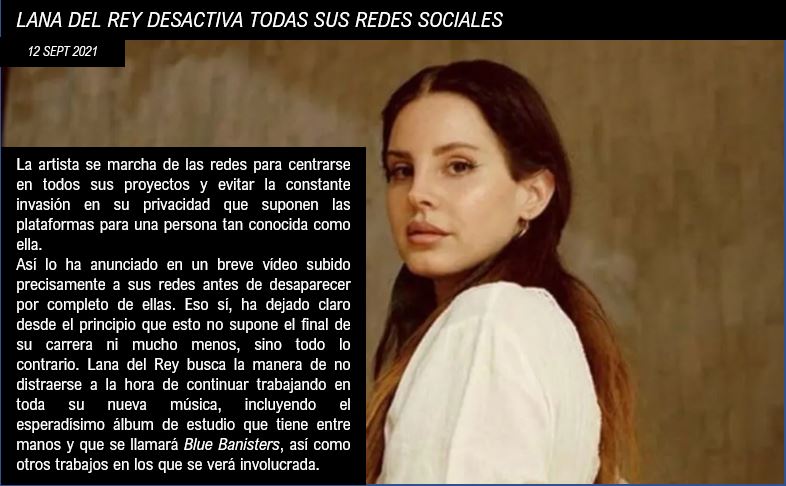 LANA DEL REY DESACTIVA TODAS SUS REDES SOCIALES
12 SEPT 2021
La artista se marcha de las redes para centrarse
en todos sus proyectos y evitar la constante
invasión en su privacidad que suponen las
plataformas para una persona tan conocida como
ella.
Así lo ha anunciado en un breve vídeo subido
precisamente a sus redes antes de desaparecer
por completo de ellas. Eso sí, ha dejado claro
desde el principio que esto no supone el final de
su carrera ni mucho menos, sino todo lo
contrario. Lana del Rey busca la manera de no
distraerse a la hora de continuar trabajando en
toda su nueva música, incluyendo el
esperadísimo álbum de estudio que tiene entre
manos y que se llamará Blue Banisters, así como
otros trabajos en los que se verá involucrada.